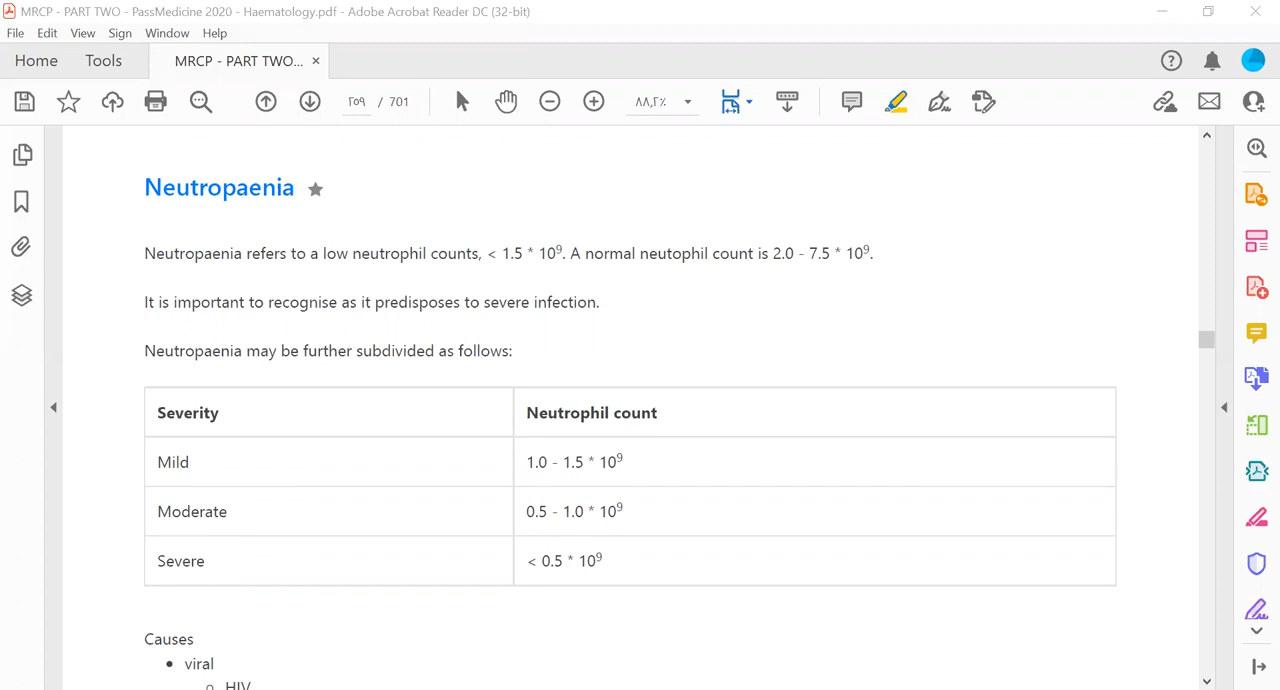 MRCP - PART TWO - PassMedicine 2020 - Haematology.pdf - Adobe Acrobat Reader DC (32-bit)
File Edit View Sign Window Help
Home Tools MRCP - PART TWO... ×
٢٥٩ / 701 ٨٨,٢٪
Neutropaenia ★
Neutropaenia refers to a low neutrophil counts, < 1.5 * 10⁹. A normal neutophil count is 2.0 - 7.5 * 10⁹.
It is important to recognise as it predisposes to severe infection.
Neutropaenia may be further subdivided as follows:
Severity Neutrophil count
Mild 1.0 - 1.5 * 10⁹
Moderate 0.5 - 1.0 * 10⁹
Severe < 0.5 * 10⁹
Causes
• viral
o HIV